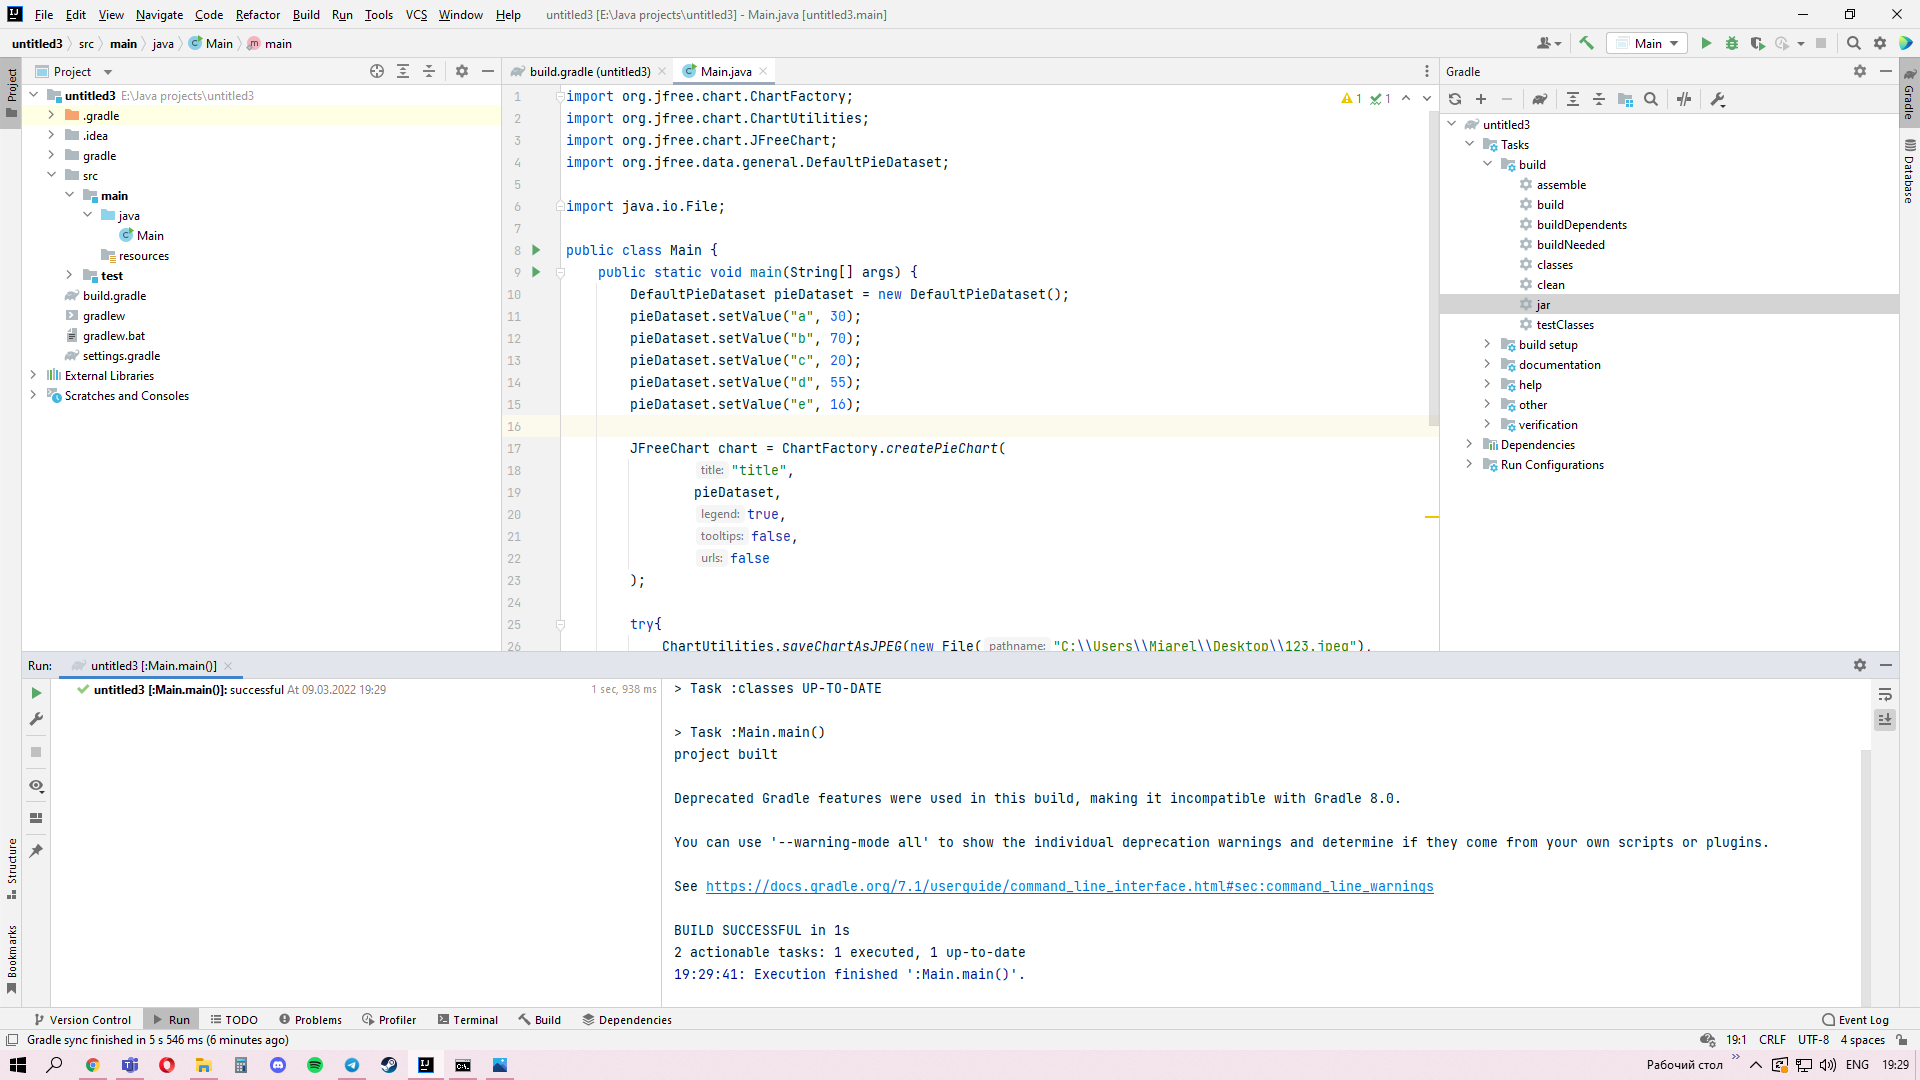 File Edit View Navigate Code Refactor Build Run Tools VCS Window Help untitled3 [E:\Java projects\untitled3] - Main.java [untitled3.main]
untitled3 src main java Main main
Main
Project
build.gradle (untitled3) Main.java
Gradle
Project
untitled3 E:\Java projects\untitled3
.gradle
.idea
gradle
src
main
java
Main
resources
test
build.gradle
gradlew
gradlew.bat
settings.gradle
External Libraries
Scratches and Consoles
1 import org.jfree.chart.ChartFactory;
2 import org.jfree.chart.ChartUtilities;
3 import org.jfree.chart.JFreeChart;
4 import org.jfree.data.general.DefaultPieDataset;
5
6 import java.io.File;
7
8 public class Main {
9 public static void main(String[] args) {
10 DefaultPieDataset pieDataset = new DefaultPieDataset();
11 pieDataset.setValue("a", 30);
12 pieDataset.setValue("b", 70);
13 pieDataset.setValue("c", 20);
14 pieDataset.setValue("d", 55);
15 pieDataset.setValue("e", 16);
16
17 JFreeChart chart = ChartFactory.createPieChart(
18 title: "title",
19 pieDataset,
20 legend: true,
21 tooltips: false,
22 urls: false
23 );
24
25 try{
26 ChartUtilities.saveChartAsJPEG(new File( pathname: "C:\\Users\\Miarel\\Desktop\\123.jpeg"),
1 1
untitled3
Tasks
build
assemble
build
buildDependents
buildNeeded
classes
clean
jar
testClasses
build setup
documentation
help
other
verification
Dependencies
Run Configurations
Gradle
Database
Run: untitled3 [:Main.main()]
untitled3 [:Main.main()]: successful At 09.03.2022 19:29 1 sec, 938 ms
> Task :classes UP-TO-DATE
> Task :Main.main()
project built
Deprecated Gradle features were used in this build, making it incompatible with Gradle 8.0.
You can use '--warning-mode all' to show the individual deprecation warnings and determine if they come from your own scripts or plugins.
See https://docs.gradle.org/7.1/userguide/command_line_interface.html#sec:command_line_warnings
BUILD SUCCESSFUL in 1s
2 actionable tasks: 1 executed, 1 up-to-date
19:29:41: Execution finished ':Main.main()'.
Structure
Bookmarks
Version Control Run TODO Problems Profiler Terminal Build Dependencies Event Log
Gradle sync finished in 5 s 546 ms (6 minutes ago) 19:1 CRLF UTF-8 4 spaces
Рабочий стол ENG 19:29